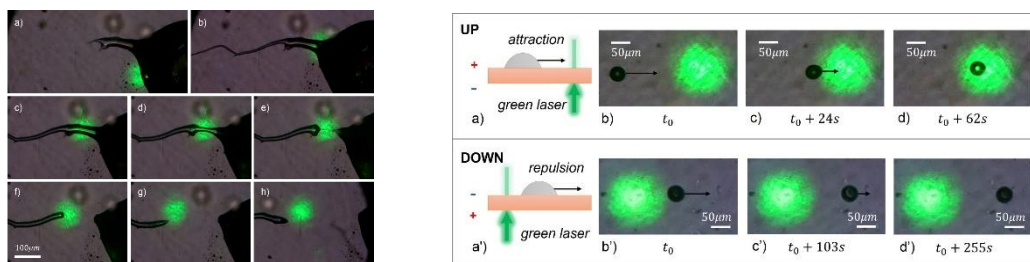 a)
b)
c)
d)
e)
f)
g)
h)
100μm
UP
attraction
+
-
green laser
a)
50μm
b)
t₀
50μm
c)
t₀ + 24s
50μm
d)
t₀ + 62s
DOWN
repulsion
-
+
green laser
a')
50μm
b')
t₀
50μm
c')
t₀ + 103s
50μm
d')
t₀ + 255s